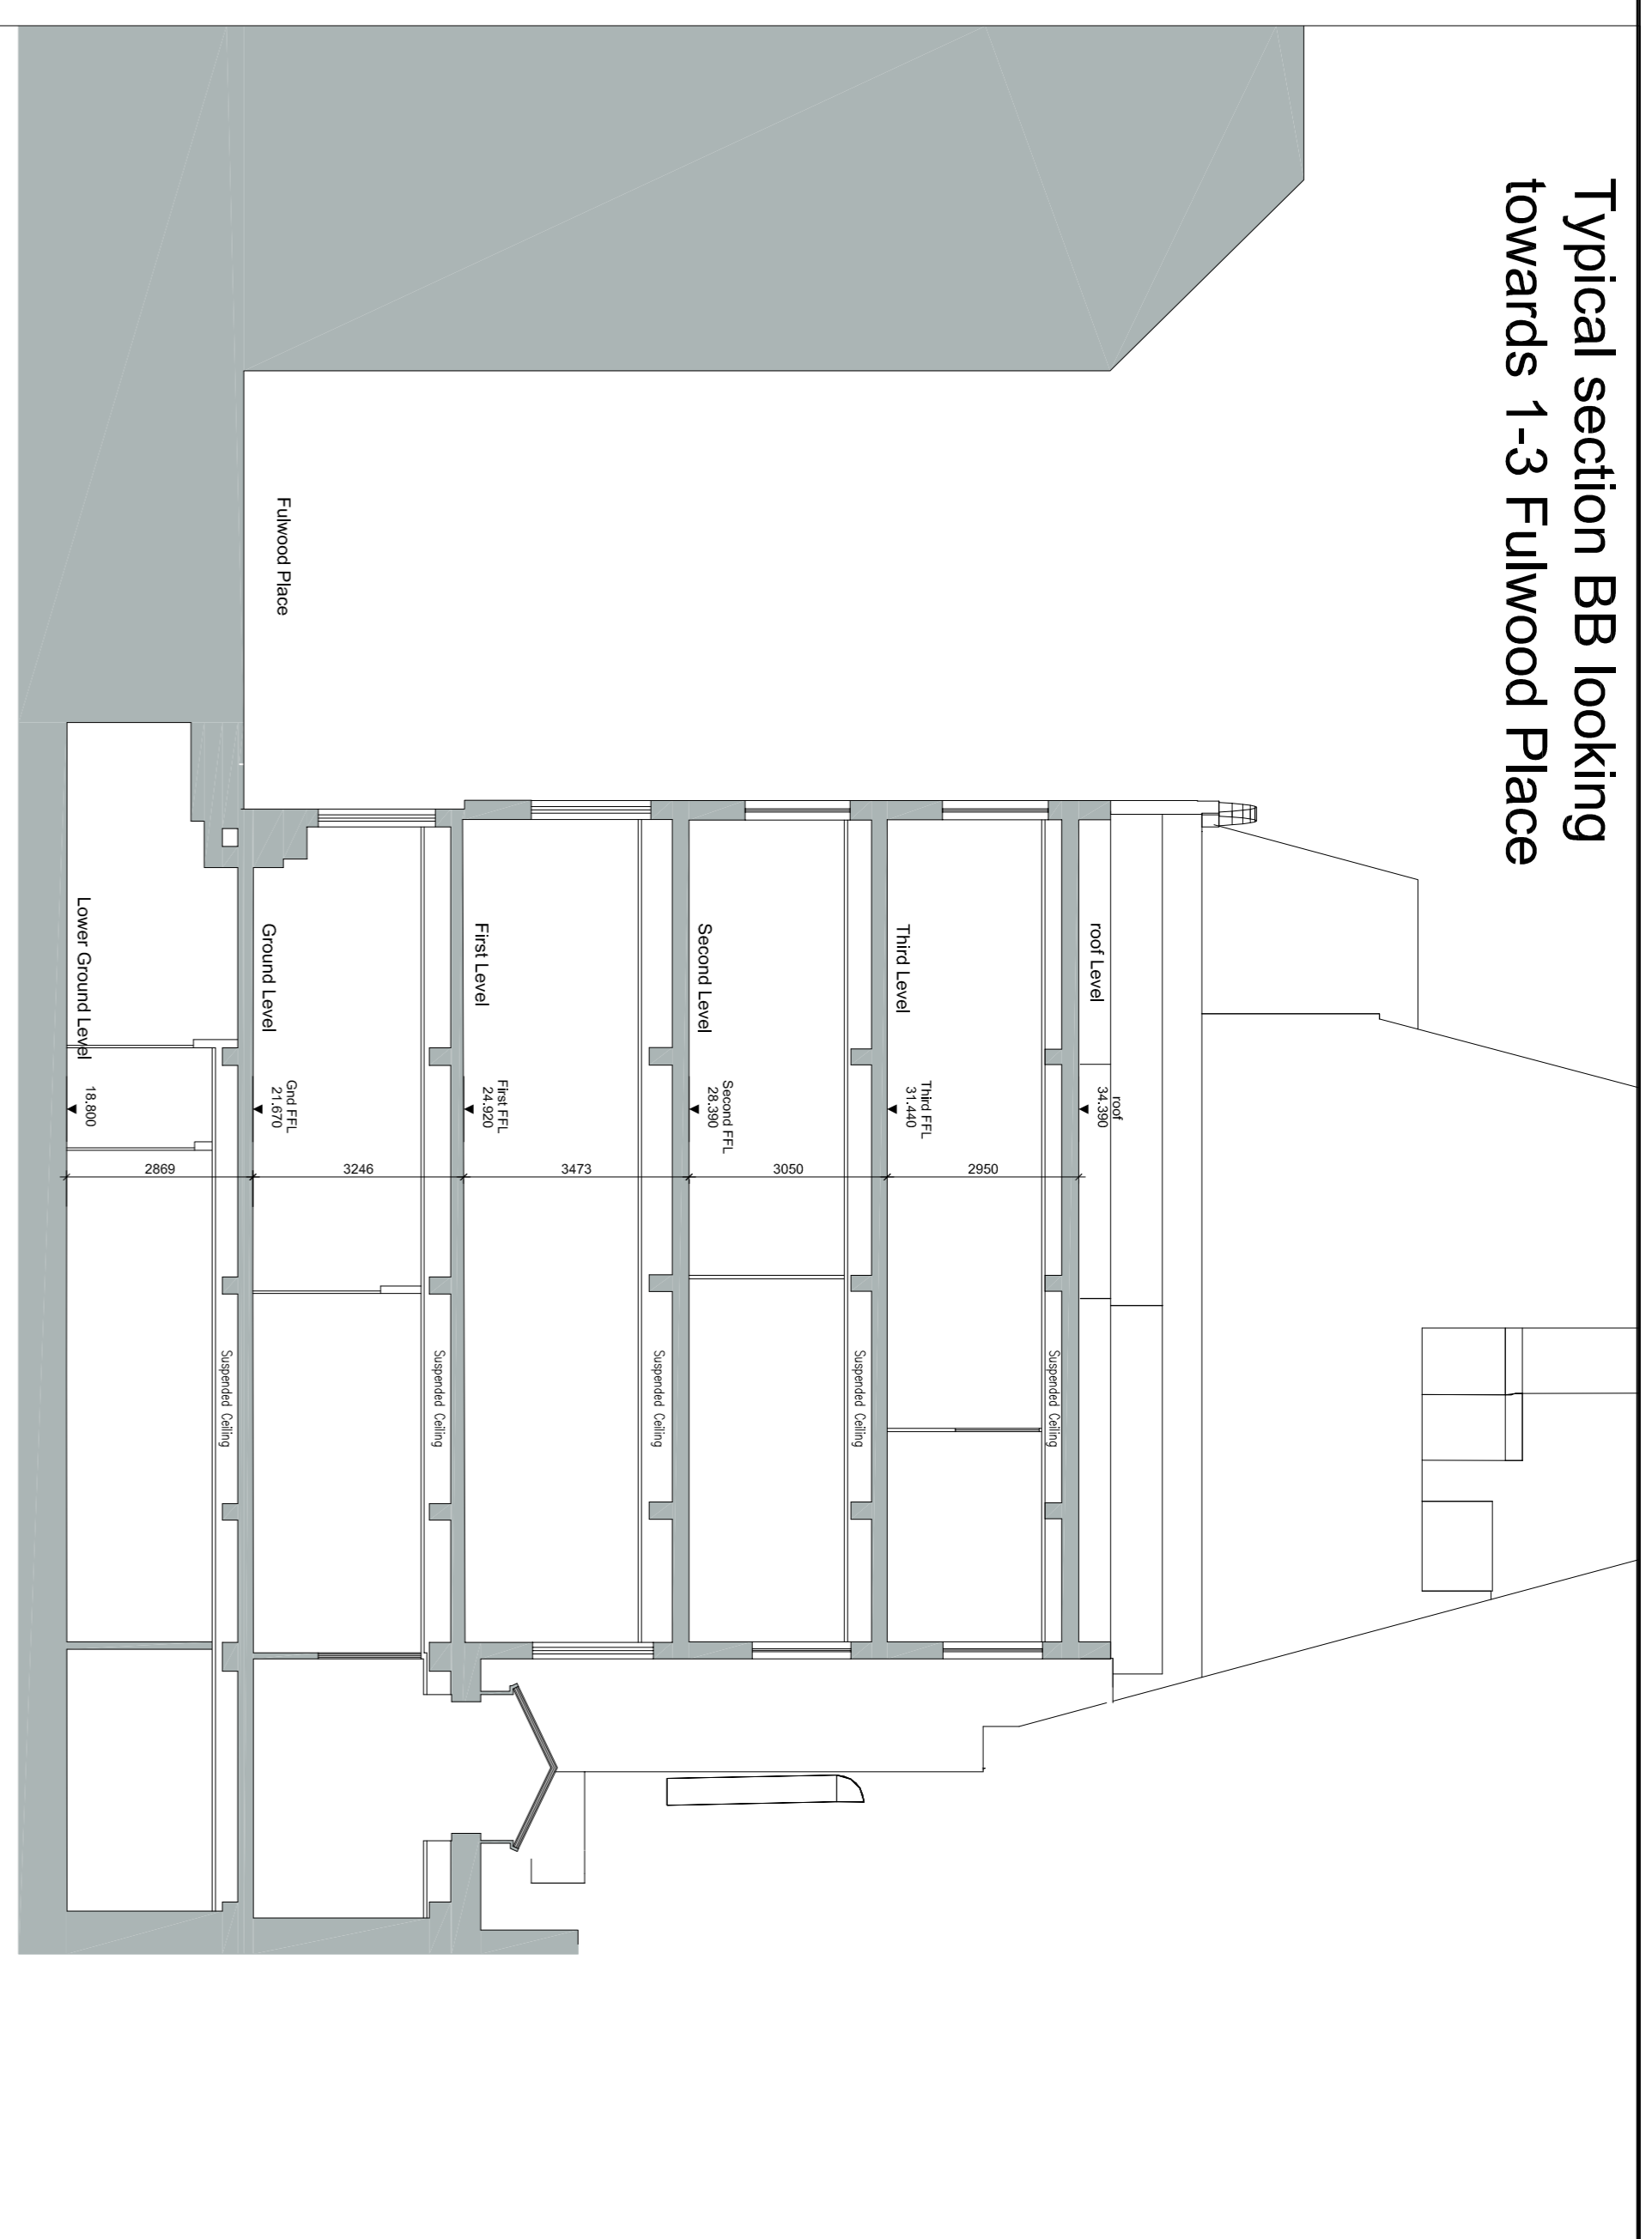 Typical section BB looking
towards 1-3 Fulwood Place
roof Level
roof
34.390
Suspended Ceiling
2950
Third Level
Third FFL
31.440
Suspended Ceiling
3050
Second Level
Second FFL
28.390
Suspended Ceiling
3473
First Level
First FFL
24.920
Suspended Ceiling
3246
Fulwood Place
Ground Level
Gnd FFL
21.670
Suspended Ceiling
2869
Lower Ground Level
18.800